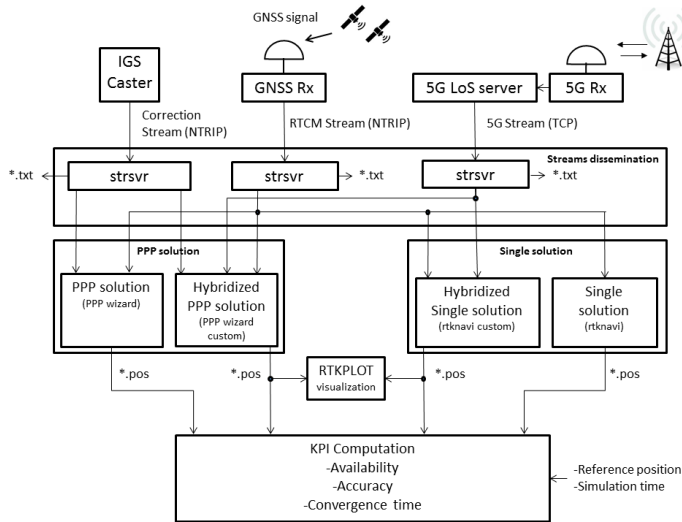 GNSS signal
IGS
Caster
GNSS Rx
5G LoS server
5G Rx
Correction
Stream (NTRIP)
RTCM Stream (NTRIP)
5G Stream (TCP)
Streams dissemination
*.txt
strsvr
strsvr
*.txt
strsvr
*.txt
PPP solution
Single solution
PPP solution
(PPP wizard)
Hybridized
PPP solution
(PPP wizard
custom)
Hybridized
Single solution
(rtknavi custom)
Single
solution
(rtknavi)
*.pos
*.pos
RTKPLOT
visualization
*.pos
*.pos
KPI Computation
-Availability
-Accuracy
-Convergence time
-Reference position
-Simulation time